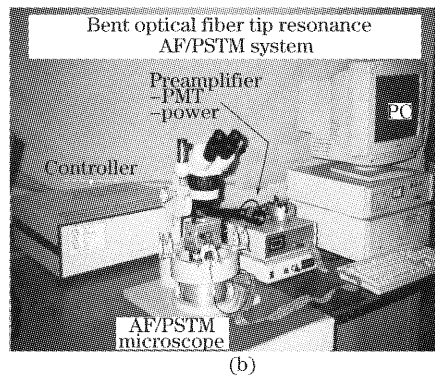 Bent optical fiber tip resonance
AF/PSTM system
Preamplifier
-PMT
-power
PC
Controller
AF/PSTM
microscope
(b)